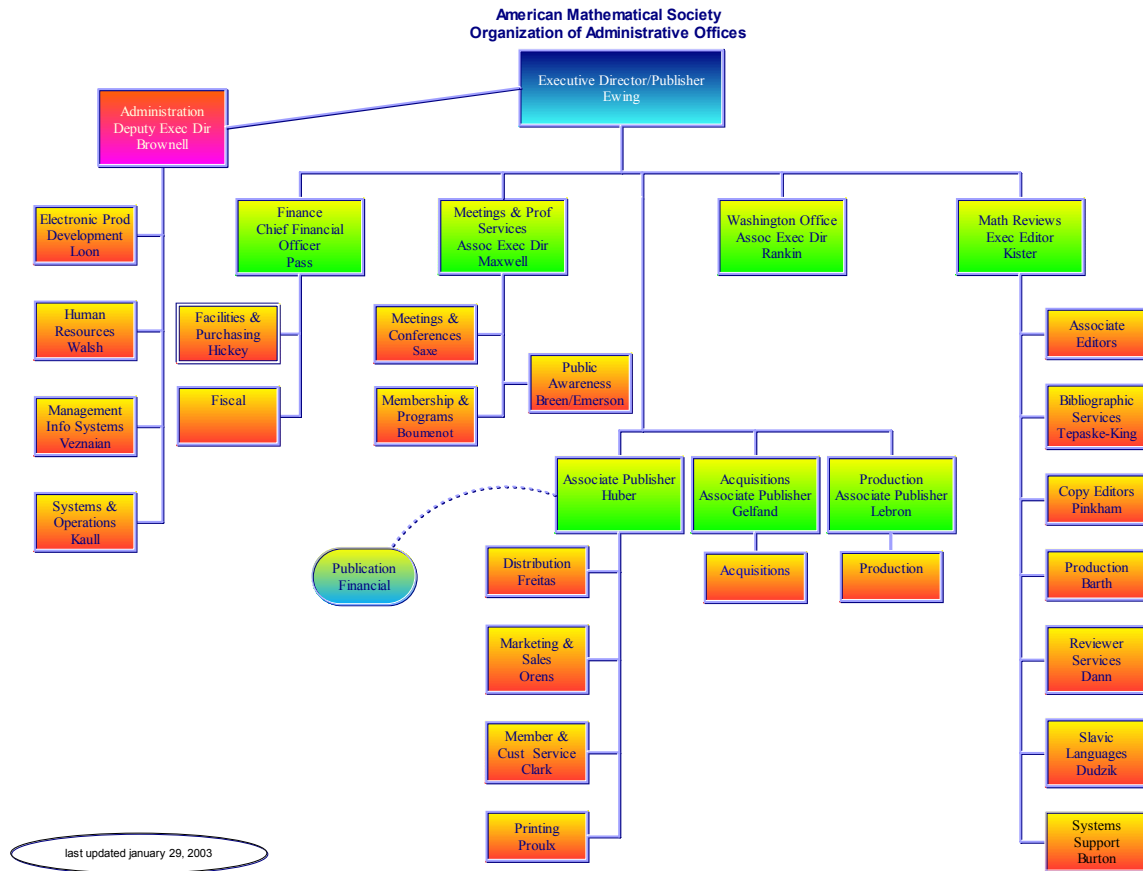 American Mathematical Society
Organization of Administrative Offices
Executive Director/Publisher
Ewing
Administration
Deputy Exec Dir
Brownell
Electronic Prod
Development
Loon
Human
Resources
Walsh
Management
Info Systems
Veznaian
Systems &
Operations
Kaull
Finance
Chief Financial
Officer
Pass
Facilities &
Purchasing
Hickey
Fiscal
Meetings & Prof
Services
Assoc Exec Dir
Maxwell
Meetings &
Conferences
Saxe
Membership &
Programs
Boumenot
Public
Awareness
Breen/Emerson
Washington Office
Assoc Exec Dir
Rankin
Math Reviews
Exec Editor
Kister
Associate
Editors
Bibliographic
Services
Tepaske-King
Copy Editors
Pinkham
Production
Barth
Reviewer
Services
Dann
Slavic
Languages
Dudzik
Systems
Support
Burton
Associate Publisher
Huber
Acquisitions
Associate Publisher
Gelfand
Production
Associate Publisher
Lebron
Publication
Financial
Distribution
Freitas
Marketing &
Sales
Orens
Member &
Cust Service
Clark
Printing
Proulx
Acquisitions
Production
last updated january 29, 2003